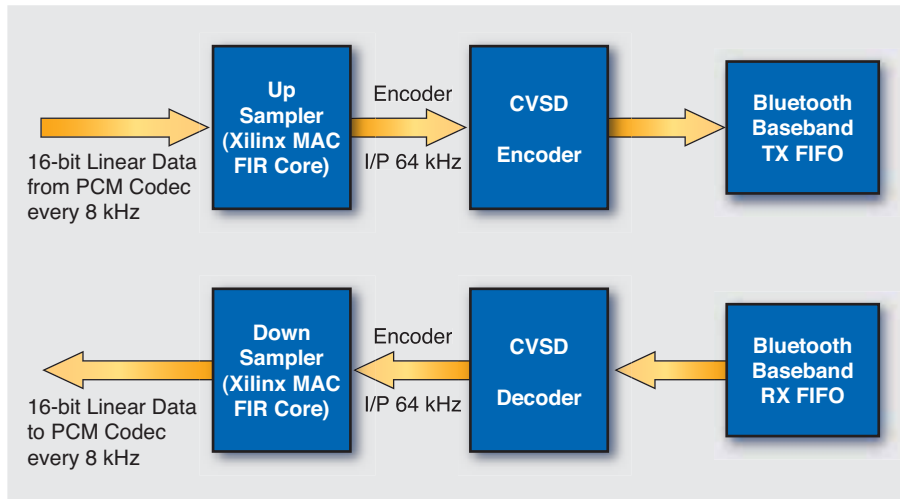 Up
Sampler
(Xilinx MAC
FIR Core)
Encoder
I/P 64 kHz
CVSD
Encoder
Bluetooth
Baseband
TX FIFO
16-bit Linear Data
from PCM Codec
every 8 kHz
Down
Sampler
(Xilinx MAC
FIR Core)
Encoder
I/P 64 kHz
CVSD
Decoder
Bluetooth
Baseband
RX FIFO
16-bit Linear Data
to PCM Codec
every 8 kHz